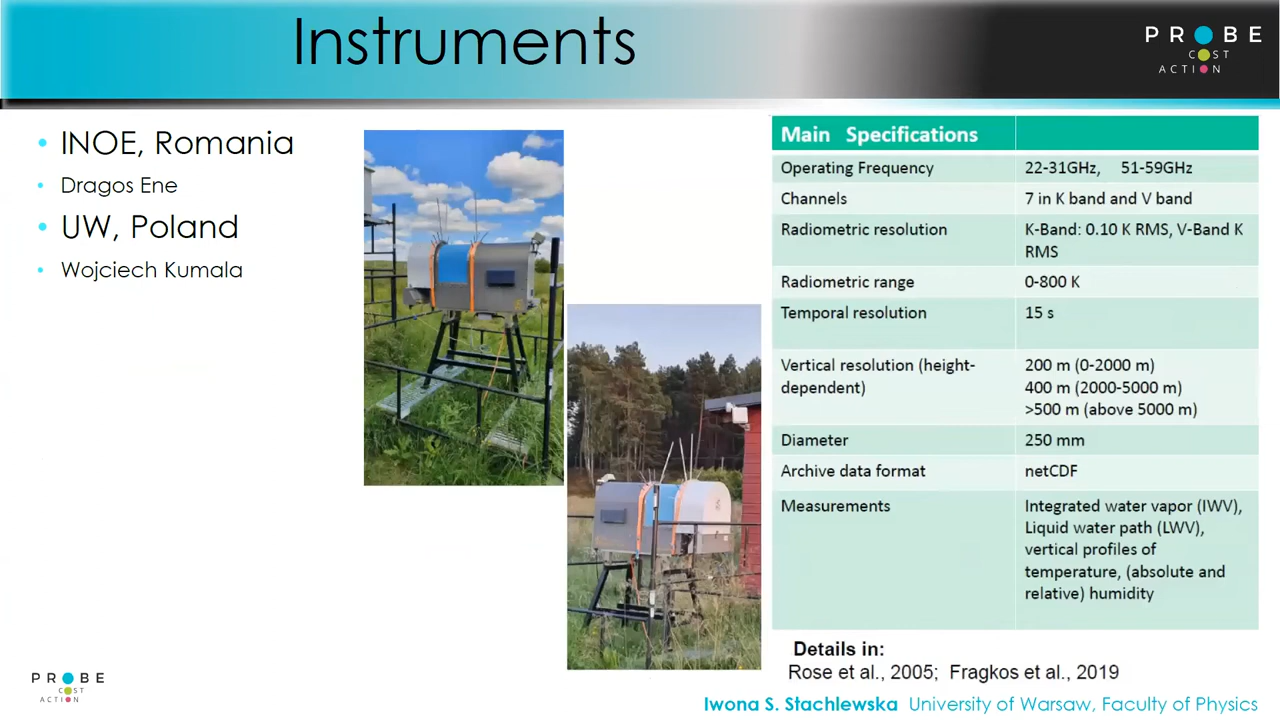 Instruments
PROBE
COST
ACTION
• INOE, Romania
• Dragos Ene
• UW, Poland
• Wojciech Kumala
Main Specifications
Operating Frequency 22-31GHz, 51-59GHz
Channels 7 in K band and V band
Radiometric resolution K-Band: 0.10 K RMS, V-Band K
RMS
Radiometric range 0-800 K
Temporal resolution 15 s
Vertical resolution (height- 200 m (0-2000 m)
dependent) 400 m (2000-5000 m)
>500 m (above 5000 m)
Diameter 250 mm
Archive data format netCDF
Measurements Integrated water vapor (IWV),
Liquid water path (LWV),
vertical profiles of
temperature, (absolute and
relative) humidity
Details in:
Rose et al., 2005; Fragkos et al., 2019
PROBE
COST
ACTION
Iwona S. Stachlewska University of Warsaw, Faculty of Physics